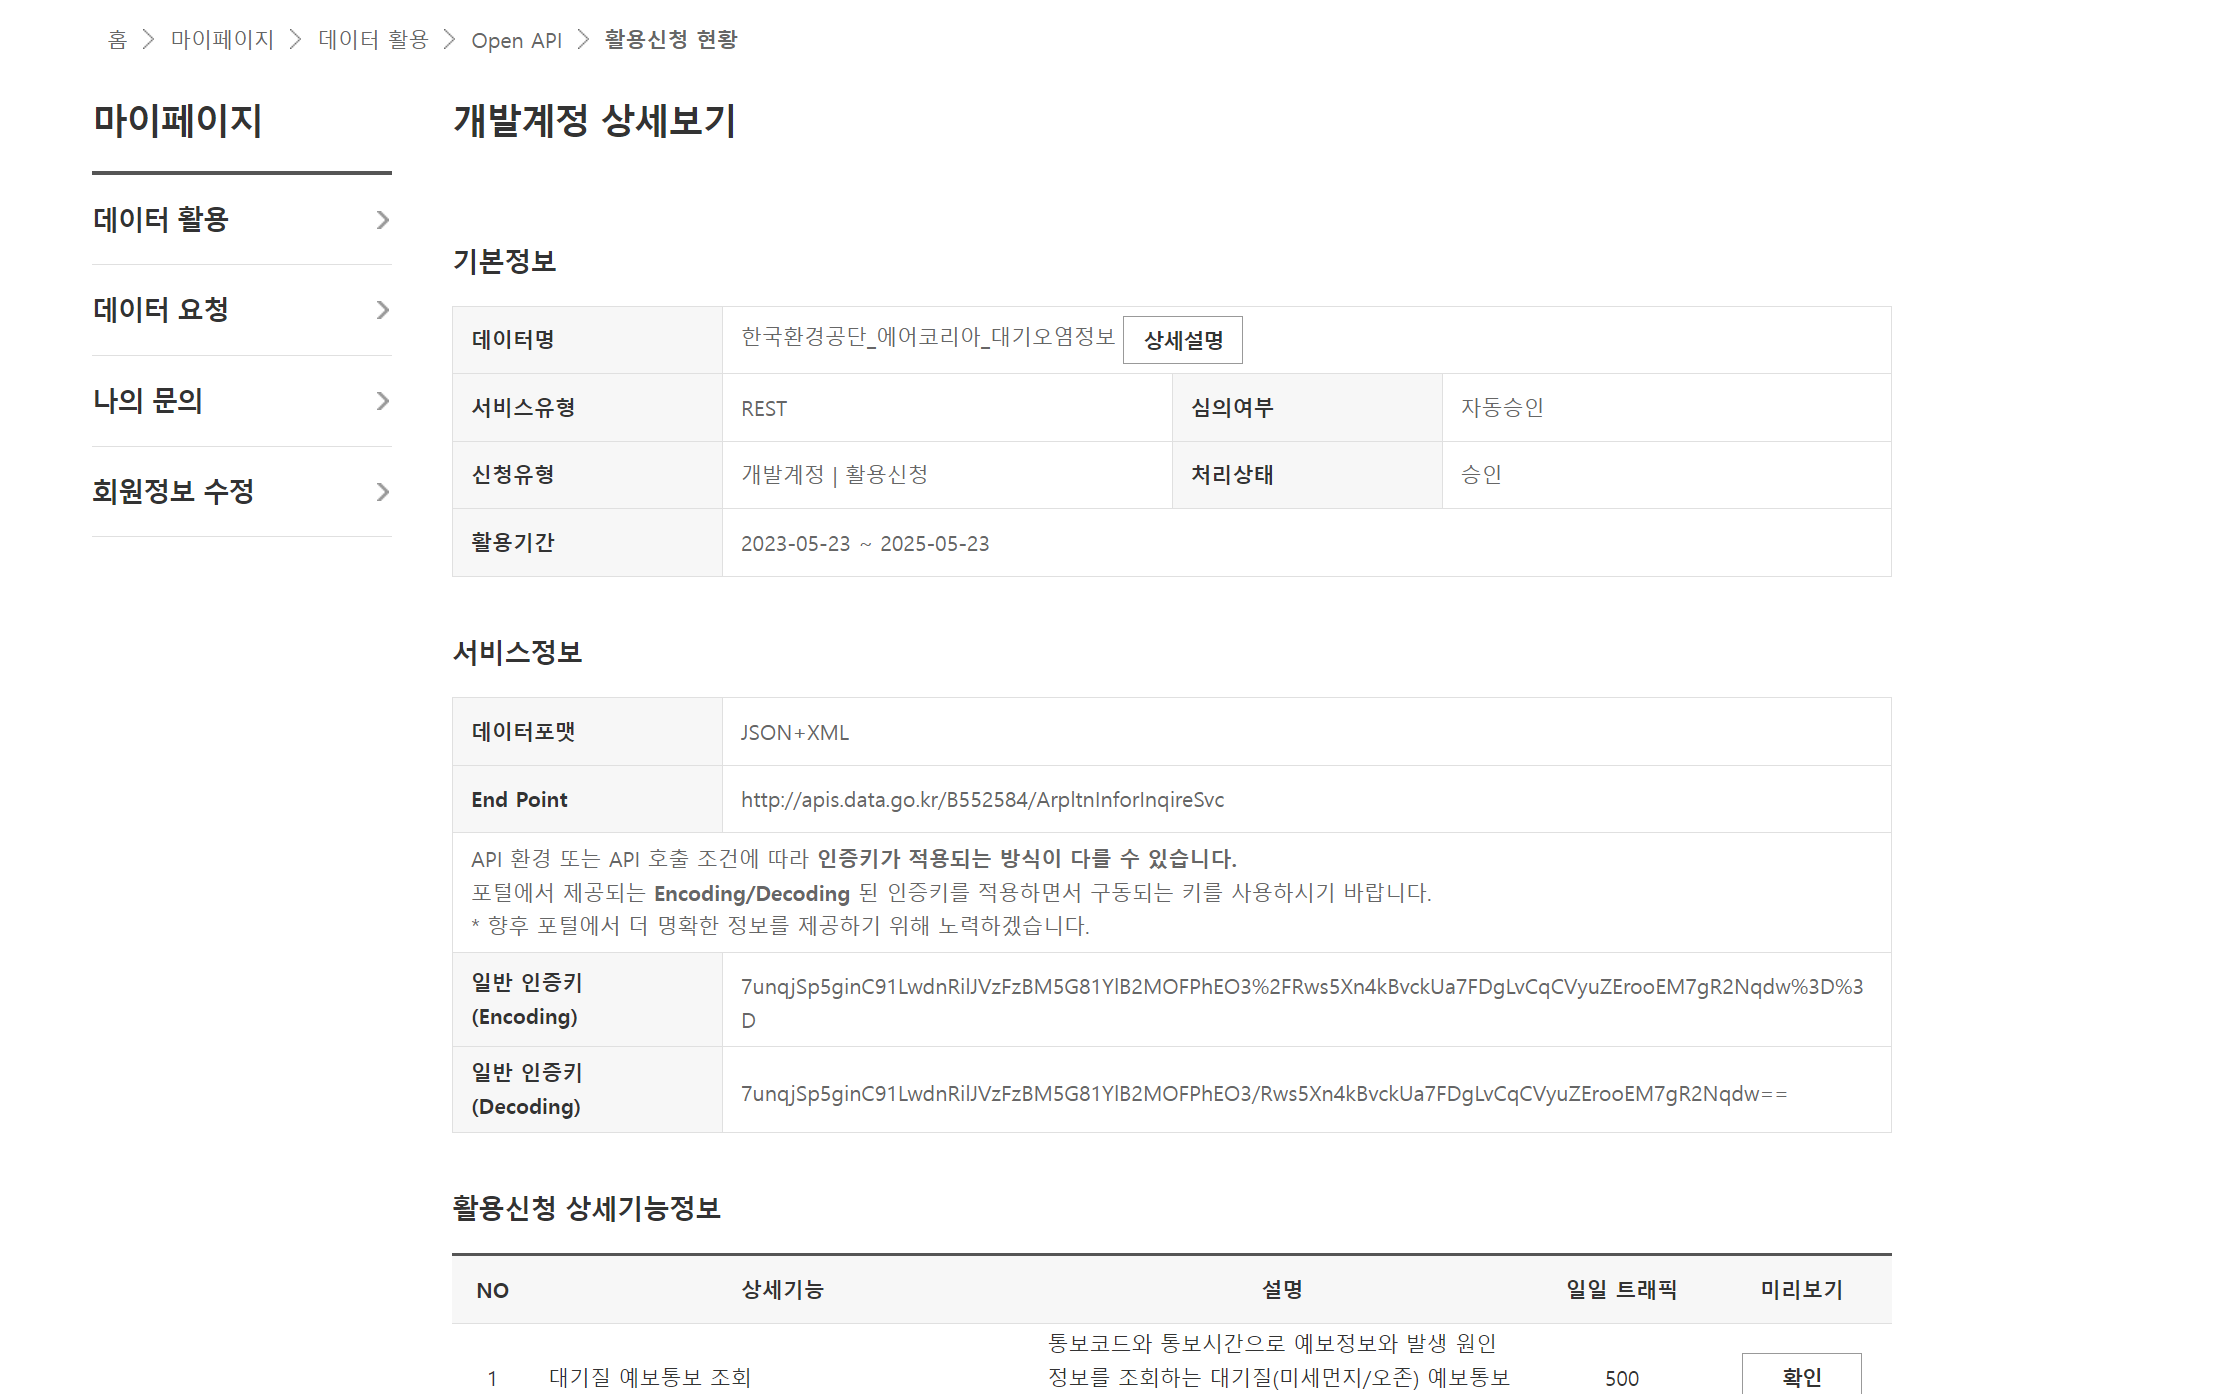 홈 > 마이페이지 > 데이터 활용 > Open API > 활용신청 현황
마이페이지
데이터 활용
데이터 요청
나의 문의
회원정보 수정
개발계정 상세보기
기본정보
데이터명 한국환경공단_에어코리아_대기오염정보 상세설명
서비스유형 REST 심의여부 자동승인
신청유형 개발계정 | 활용신청 처리상태 승인
활용기간 2023-05-23 ~ 2025-05-23
서비스정보
데이터포맷 JSON+XML
End Point http://apis.data.go.kr/B552584/ArpltnInforInqireSvc
API 환경 또는 API 호출 조건에 따라 인증키가 적용되는 방식이 다를 수 있습니다.
포털에서 제공되는 Encoding/Decoding 된 인증키를 적용하면서 구동되는 키를 사용하시기 바랍니다.
* 향후 포털에서 더 명확한 정보를 제공하기 위해 노력하겠습니다.
일반 인증키
(Encoding)
7unqjSp5ginC91LwdnRilJVzFzBM5G81YlB2MOFPhEO3%2FRws5Xn4kBvckUa7FDgLvCqCVyuZErooEM7gR2Nqdw%3D%3
D
일반 인증키
(Decoding)
7unqjSp5ginC91LwdnRilJVzFzBM5G81YlB2MOFPhEO3/Rws5Xn4kBvckUa7FDgLvCqCVyuZErooEM7gR2Nqdw==
활용신청 상세기능정보
NO 상세기능 설명 일일 트래픽 미리보기
통보코드와 통보시간으로 예보정보와 발생 원인
1 대기질 예보통보 조회 정보를 조회하는 대기질(미세먼지/오존) 예보통보 500 확인